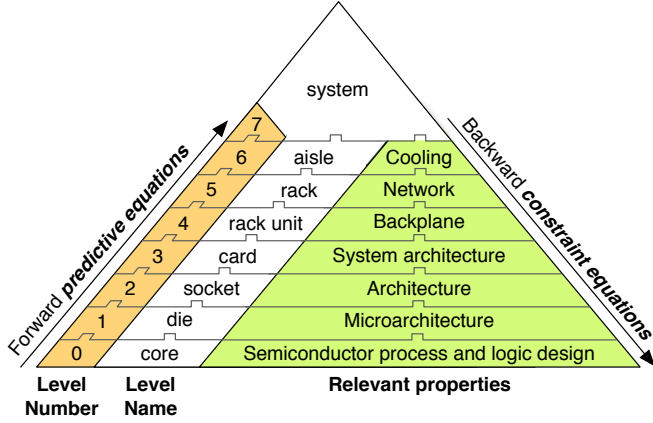 system
7
6 aisle Cooling
5 rack Network
4 rack unit Backplane
3 card System architecture
2 socket Architecture
1 die Microarchitecture
0 core Semiconductor process and logic design
Forward predictive equations
Backward constraint equations
Level Number
Level Name
Relevant properties